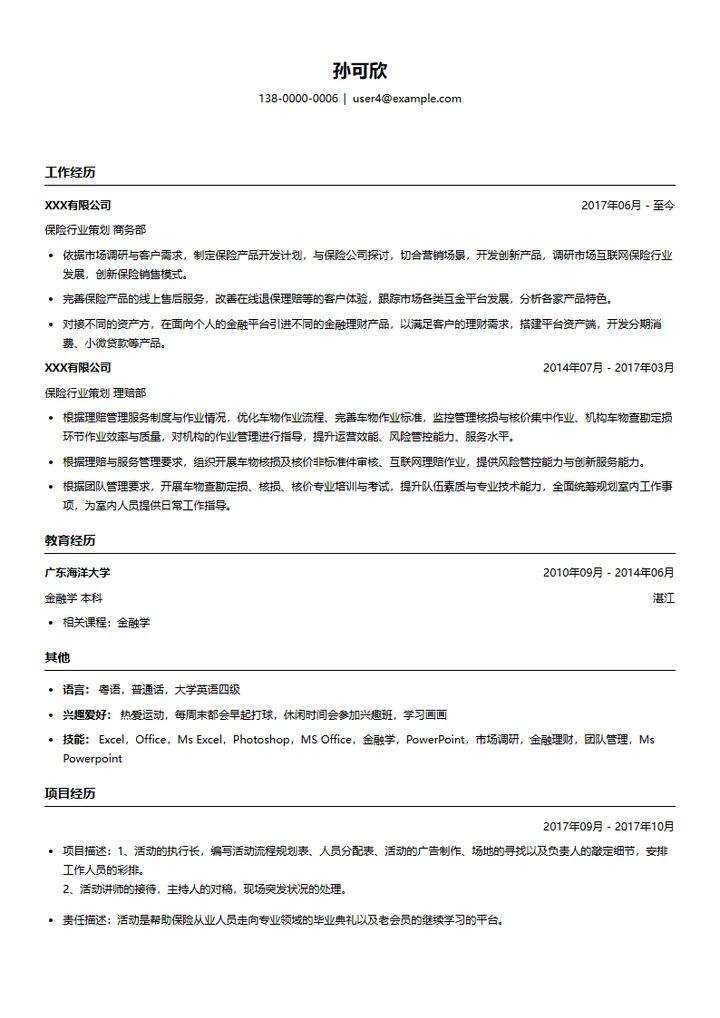 孙可欣
138-0000-0006 | user4@example.com
工作经历
XXX有限公司 2017年06月 - 至今
保险行业策划 商务部
• 依据市场调研与客户需求，制定保险产品开发计划，与保险公司探讨，切合营销场景，开发创新产品，调研市场互联网保险行业
发展，创新保险销售模式。
• 完善保险产品的线上售后服务，改善在线退保理赔等的客户体验，跟踪市场各类互金平台发展，分析各家产品特色。
• 对接不同的资产方，在面向个人的金融平台引进不同的金融理财产品，以满足客户的理财需求，搭建平台资产端，开发分期消
费、小微贷款等产品。
XXX有限公司 2014年07月 - 2017年03月
保险行业策划 理赔部
• 根据理赔管理服务制度与作业情况，优化车物作业流程、完善车物作业标准，监控管理核损与核价集中作业、机构车物查勘定损
环节作业效率与质量，对机构的作业管理进行指导，提升运营效能、风险管控能力、服务水平。
• 根据理赔与服务管理要求，组织开展车物核损及核价非标准件审核、互联网理赔作业，提供风险管控能力与创新服务能力。
• 根据团队管理要求，开展车物查勘定损、核损、核价专业培训与考试，提升队伍素质与专业技术能力，全面统筹规划室内工作事
项，为室内人员提供日常工作指导。
教育经历
广东海洋大学 2010年09月 - 2014年06月
金融学 本科 湛江
• 相关课程：金融学
其他
• 语言： 粤语，普通话，大学英语四级
• 兴趣爱好： 热爱运动，每周末都会早起打球，休闲时间会参加兴趣班，学习画画
• 技能： Excel，Office，Ms Excel，Photoshop，MS Office，金融学，PowerPoint，市场调研，金融理财，团队管理，Ms
Powerpoint
项目经历
2017年09月 - 2017年10月
• 项目描述：1、活动的执行长，编写活动流程规划表、人员分配表、活动的广告制作、场地的寻找以及负责人的敲定细节，安排
工作人员的彩排。
2、活动讲师的接待，主持人的对稿，现场突发状况的处理。
• 责任描述：活动是帮助保险从业人员走向专业领域的毕业典礼以及老会员的继续学习的平台。